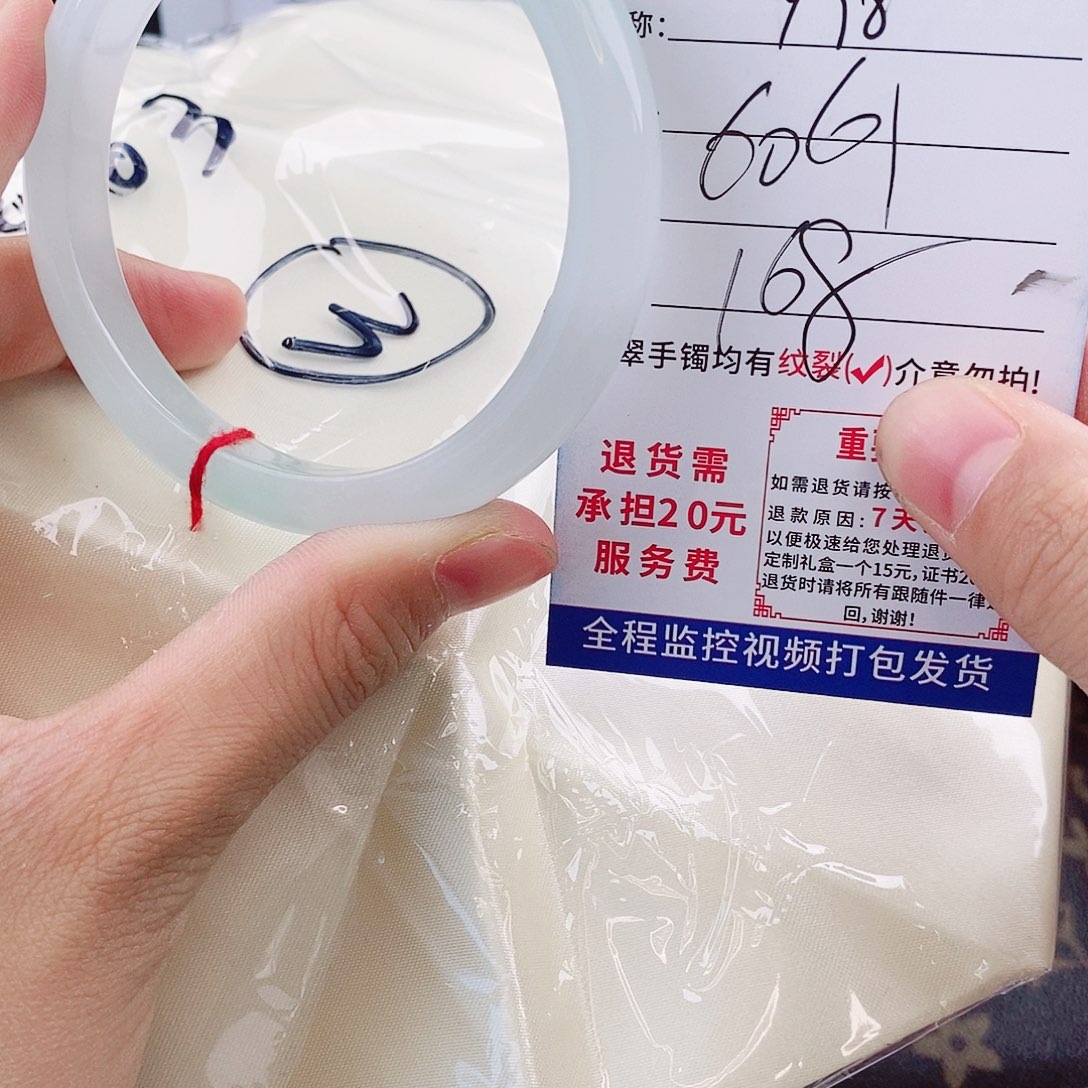 称：998
6061
168
翠手镯均有纹裂(✓)介意勿拍！
退货需
承担20元
服务费
重
如需退货请按
退款原因：7天
以便极速给您处理退货
定制礼盒一个15元，证书2
退货时请将所有跟随件一律
回，谢谢！
全程监控视频打包发货